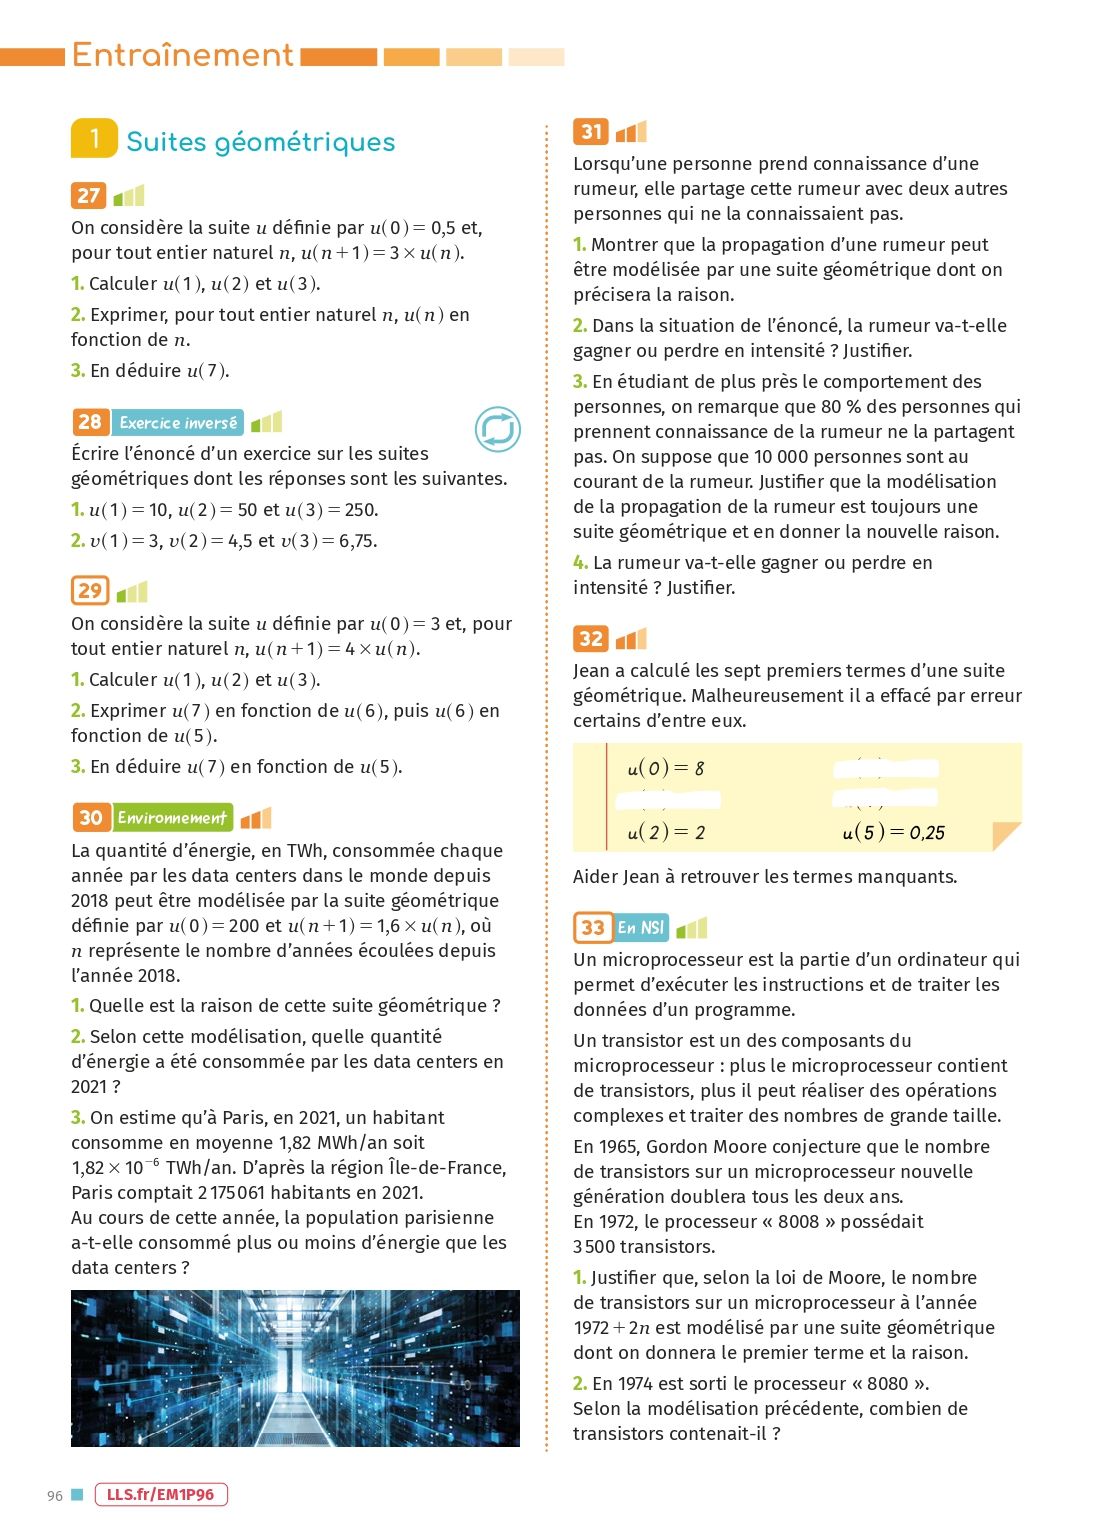 Entraînement
1 Suites géométriques
27
On considère la suite u définie par u(0) = 0,5 et,
pour tout entier naturel n, u(n+1) = 3 × u(n).
1. Calculer u(1), u(2) et u(3).
2. Exprimer, pour tout entier naturel n, u(n) en
fonction de n.
3. En déduire u(7).
28 Exercice inversé
Écrire l’énoncé d’un exercice sur les suites
géométriques dont les réponses sont les suivantes.
1. u(1) = 10, u(2) = 50 et u(3) = 250.
2. v(1) = 3, v(2) = 4,5 et v(3) = 6,75.
29
On considère la suite u définie par u(0) = 3 et, pour
tout entier naturel n, u(n+1) = 4 × u(n).
1. Calculer u(1), u(2) et u(3).
2. Exprimer u(7) en fonction de u(6), puis u(6) en
fonction de u(5).
3. En déduire u(7) en fonction de u(5).
30 Environnement
La quantité d’énergie, en TWh, consommée chaque
année par les data centers dans le monde depuis
2018 peut être modélisée par la suite géométrique
définie par u(0) = 200 et u(n+1) = 1,6 × u(n), où
n représente le nombre d’années écoulées depuis
l’année 2018.
1. Quelle est la raison de cette suite géométrique ?
2. Selon cette modélisation, quelle quantité
d’énergie a été consommée par les data centers en
2021 ?
3. On estime qu’à Paris, en 2021, un habitant
consomme en moyenne 1,82 MWh/an soit
1,82 × 10⁻⁶ TWh/an. D’après la région Île-de-France,
Paris comptait 2 175 061 habitants en 2021.
Au cours de cette année, la population parisienne
a-t-elle consommé plus ou moins d’énergie que les
data centers ?
31
Lorsqu’une personne prend connaissance d’une
rumeur, elle partage cette rumeur avec deux autres
personnes qui ne la connaissaient pas.
1. Montrer que la propagation d’une rumeur peut
être modélisée par une suite géométrique dont on
précisera la raison.
2. Dans la situation de l’énoncé, la rumeur va-t-elle
gagner ou perdre en intensité ? Justifier.
3. En étudiant de plus près le comportement des
personnes, on remarque que 80 % des personnes qui
prennent connaissance de la rumeur ne la partagent
pas. On suppose que 10 000 personnes sont au
courant de la rumeur. Justifier que la modélisation
de la propagation de la rumeur est toujours une
suite géométrique et en donner la nouvelle raison.
4. La rumeur va-t-elle gagner ou perdre en
intensité ? Justifier.
32
Jean a calculé les sept premiers termes d’une suite
géométrique. Malheureusement il a effacé par erreur
certains d’entre eux.
u(0) = 8
u(2) = 2 u(5) = 0,25
Aider Jean à retrouver les termes manquants.
33 En NSI
Un microprocesseur est la partie d’un ordinateur qui
permet d’exécuter les instructions et de traiter les
données d’un programme.
Un transistor est un des composants du
microprocesseur : plus le microprocesseur contient
de transistors, plus il peut réaliser des opérations
complexes et traiter des nombres de grande taille.
En 1965, Gordon Moore conjecture que le nombre
de transistors sur un microprocesseur nouvelle
génération doublera tous les deux ans.
En 1972, le processeur « 8008 » possédait
3 500 transistors.
1. Justifier que, selon la loi de Moore, le nombre
de transistors sur un microprocesseur à l’année
1972 + 2n est modélisé par une suite géométrique
dont on donnera le premier terme et la raison.
2. En 1974 est sorti le processeur « 8080 ».
Selon la modélisation précédente, combien de
transistors contenait-il ?
96 LLS.fr/EM1P96